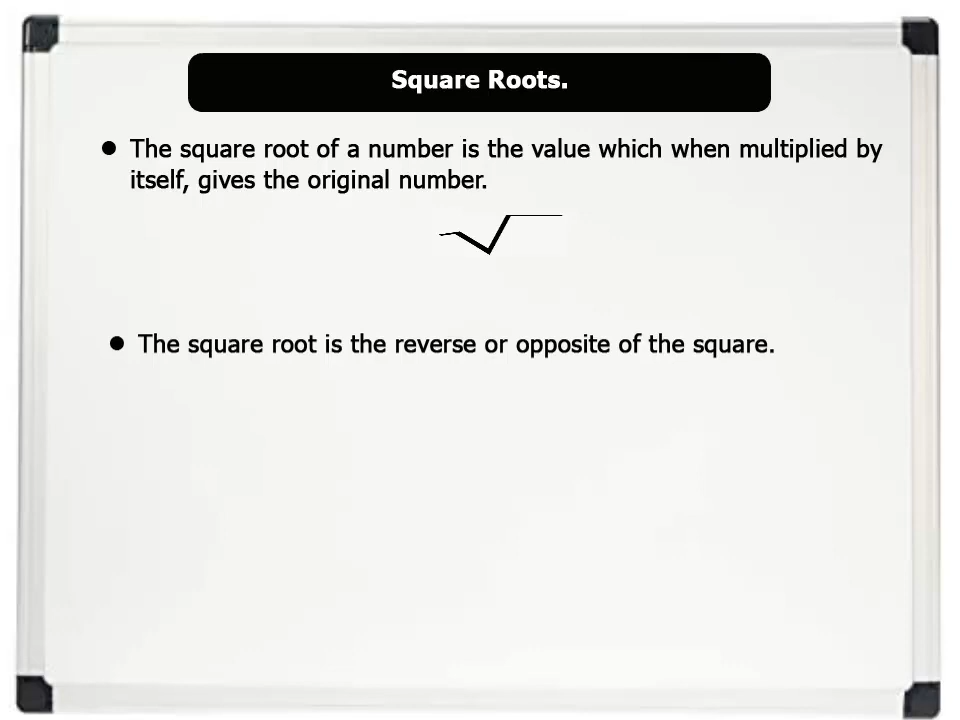 Square Roots.
● The square root of a number is the value which when multiplied by
itself, gives the original number.
√
● The square root is the reverse or opposite of the square.